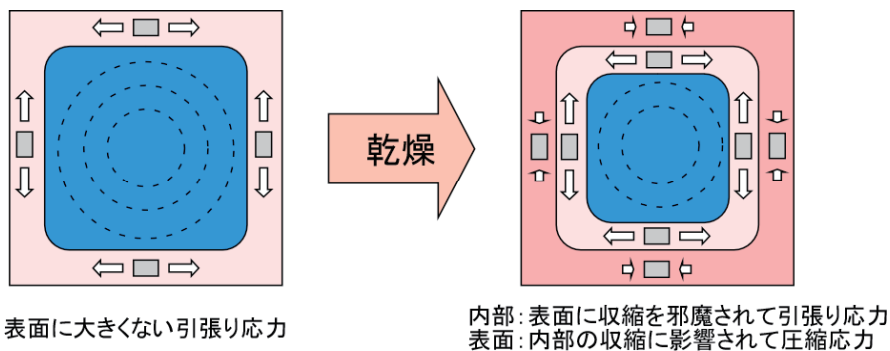 乾燥
表面に大きくない引張り応力
内部：表面に収縮を邪魔されて引張り応力
表面：内部の収縮に影響されて圧縮応力